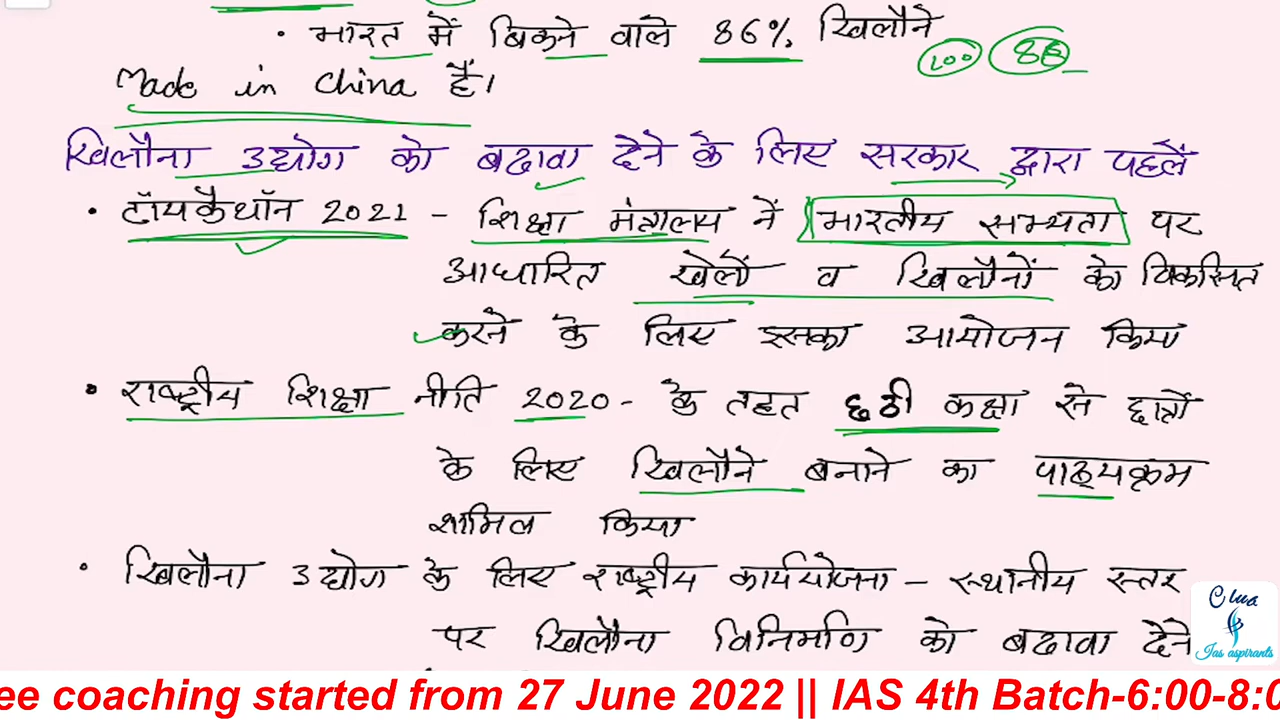 • भारत में बिकने वाले 86% खिलौने
100 86
Made in China हैं।
खिलौना उद्योग को बढावा देने के लिए सरकार द्वारा पहलें
• टॉयकैथॉन 2021 - शिक्षा मंत्रालय नें भारतीय सभ्यता पर
आधारित खेलों व खिलौनों को विकसित
करने के लिए इसका आयोजन किया
• राष्ट्रीय शिक्षा नीति 2020 - के तहत छठी कक्षा से छात्रों
के लिए खिलौने बनाने का पाठ्यक्रम
शामिल किया
• खिलौना उद्योग के लिए राष्ट्रीय कार्ययोजना - स्थानीय स्तर
पर खिलौना विनिर्माण को बढावा देने
Ias aspirants
ee coaching started from 27 June 2022 || IAS 4th Batch-6:00-8:0